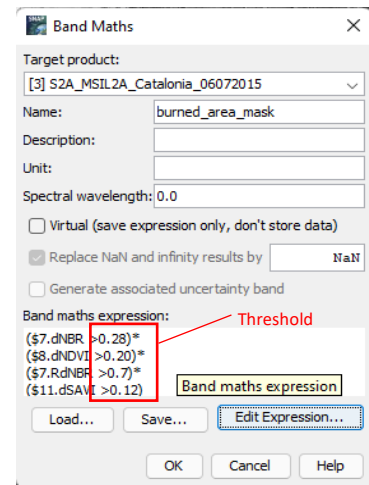 SNAP
Band Maths
Target product:
[3] S2A_MSIL2A_Catalonia_06072015
Name: burned_area_mask
Description:
Unit:
Spectral wavelength: 0.0
Virtual (save expression only, don't store data)
Replace NaN and infinity results by NaN
Generate associated uncertainty band
Band maths expression:
Threshold
($7.dNBR >0.28)*
($8.dNDVI >0.20)*
($7.RdNBR >0.7)*
($11.dSAVI >0.12)
Band maths expression
Load... Save... Edit Expression...
OK Cancel Help